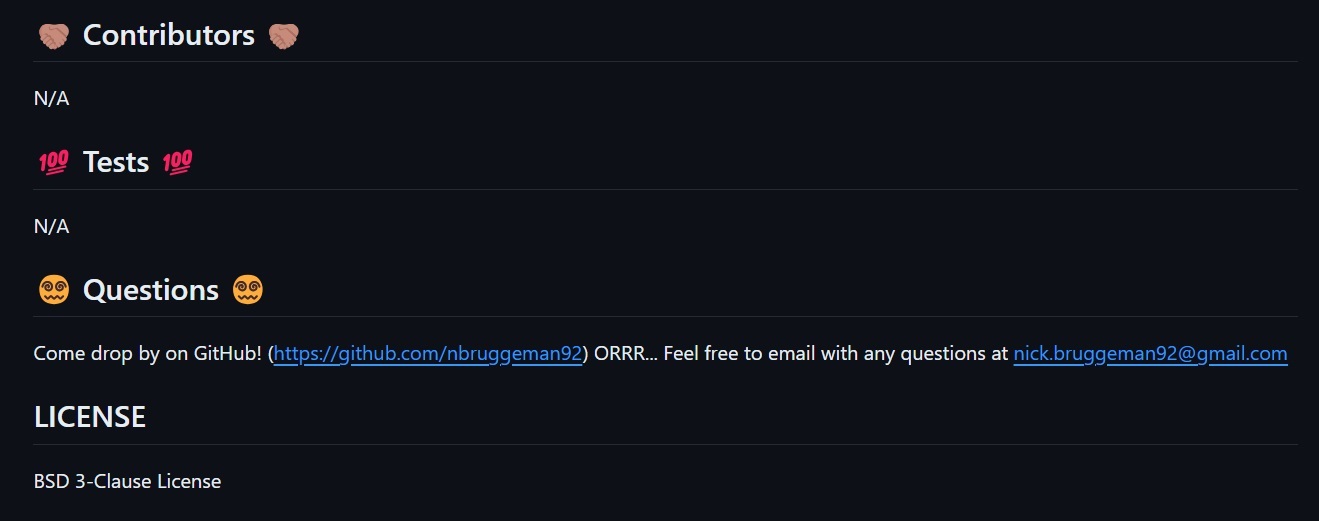 🤝🏽 Contributors 🤝🏽
N/A
💯 Tests 💯
N/A
😵‍💫 Questions 😵‍💫
Come drop by on GitHub! (https://github.com/nbruggeman92) ORRR... Feel free to email with any questions at nick.bruggeman92@gmail.com
LICENSE
BSD 3-Clause License